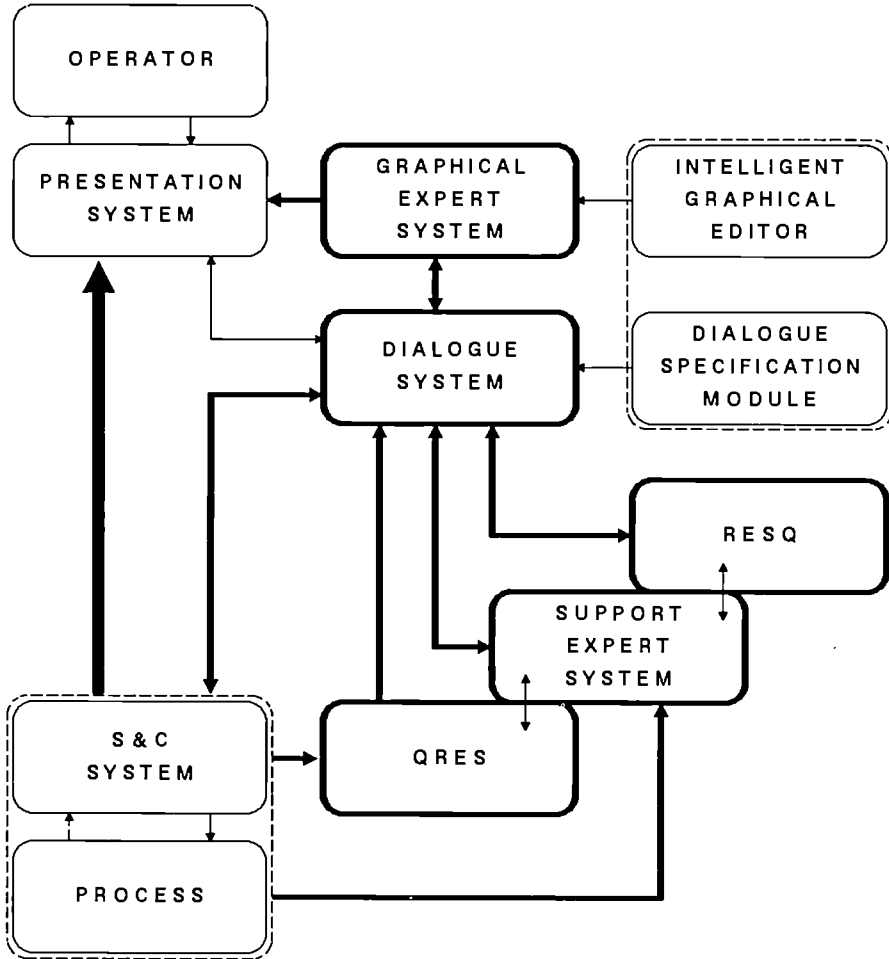 OPERATOR
PRESENTATION
SYSTEM
GRAPHICAL
EXPERT
SYSTEM
INTELLIGENT
GRAPHICAL
EDITOR
DIALOGUE
SYSTEM
DIALOGUE
SPECIFICATION
MODULE
RESQ
SUPPORT
EXPERT
SYSTEM
S&C
SYSTEM
QRES
PROCESS